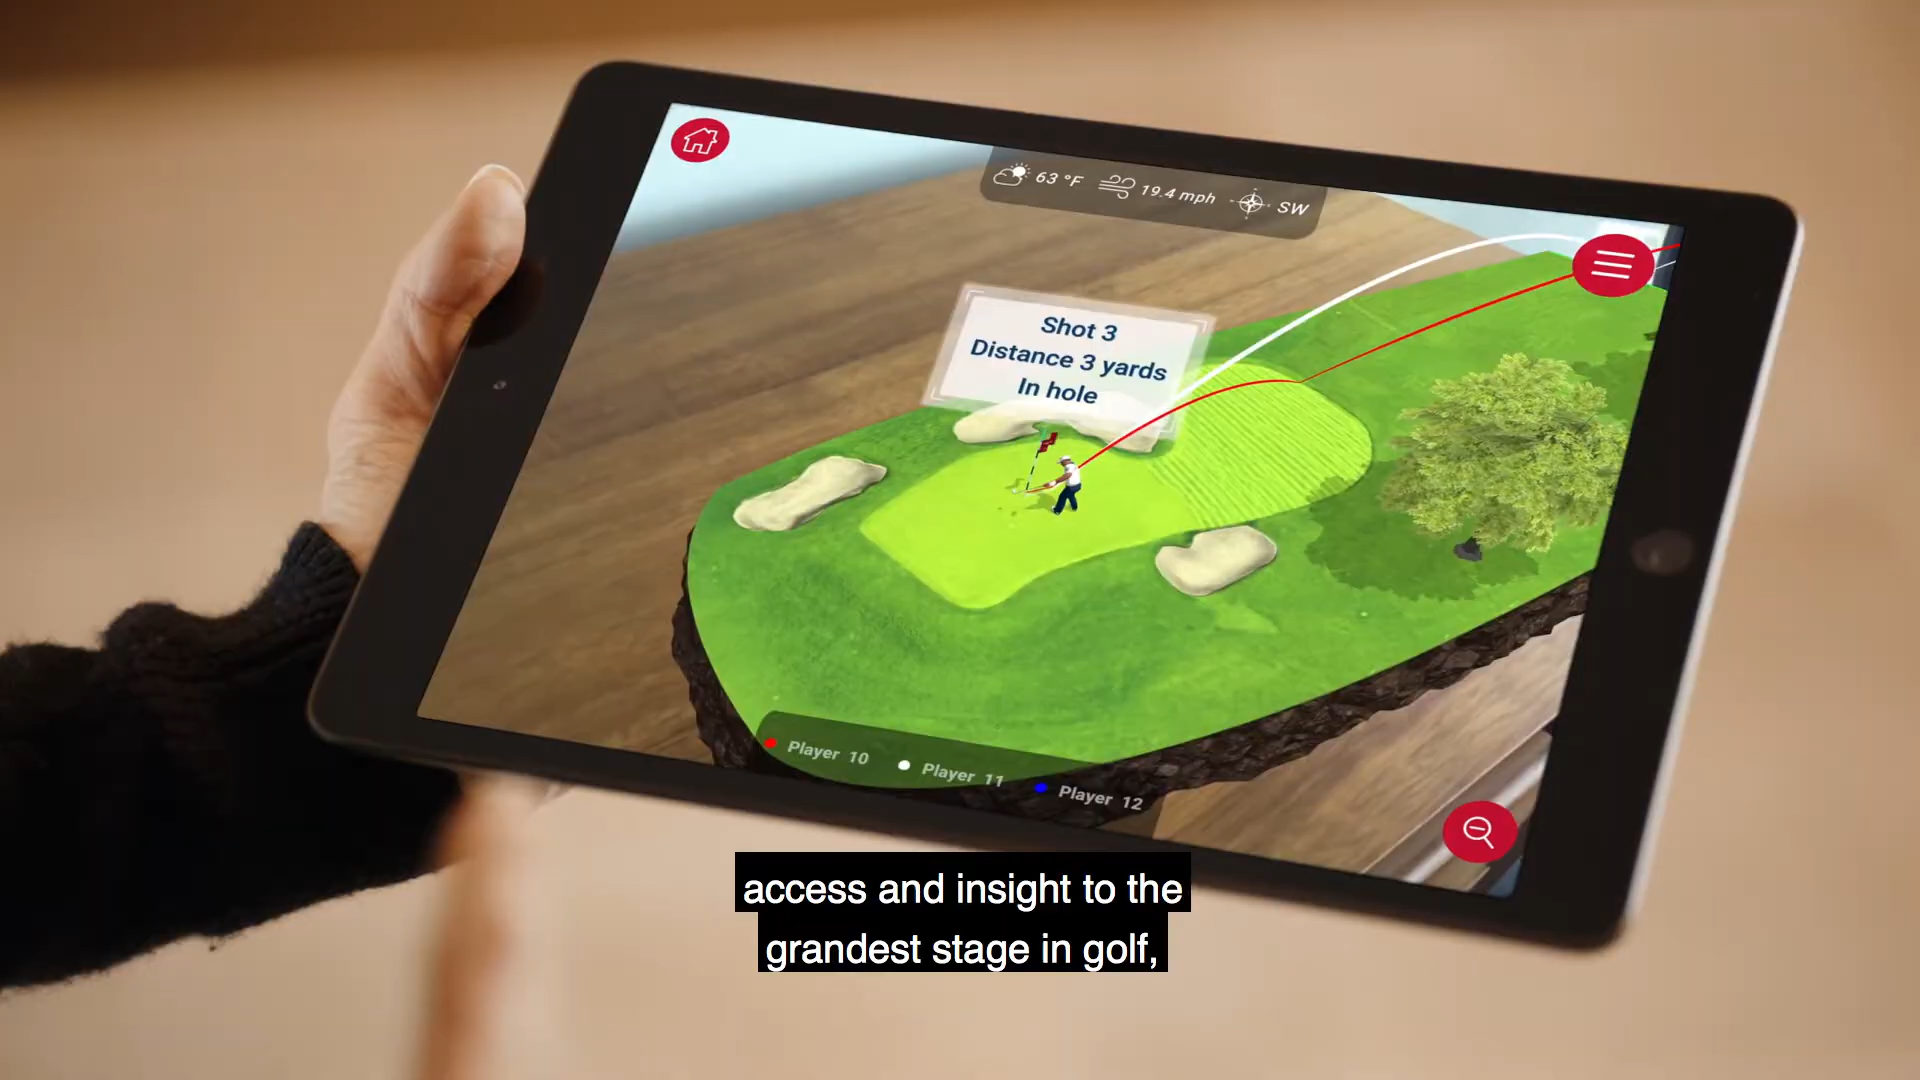 63 °F 19.4 mph SW
Shot 3
Distance 3 yards
In hole
Player 10 Player 11 Player 12
access and insight to the
grandest stage in golf,